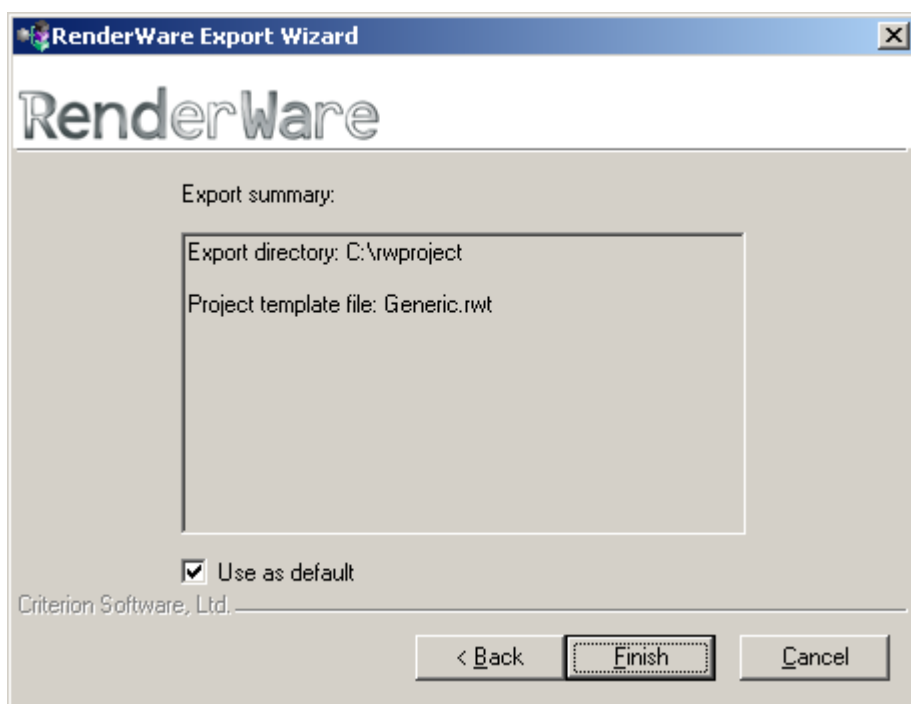 RenderWare Export Wizard
RenderWare
Export summary:
Export directory: C:\rwproject
Project template file: Generic.rwt
Use as default
Criterion Software, Ltd.
< Back
Finish
Cancel